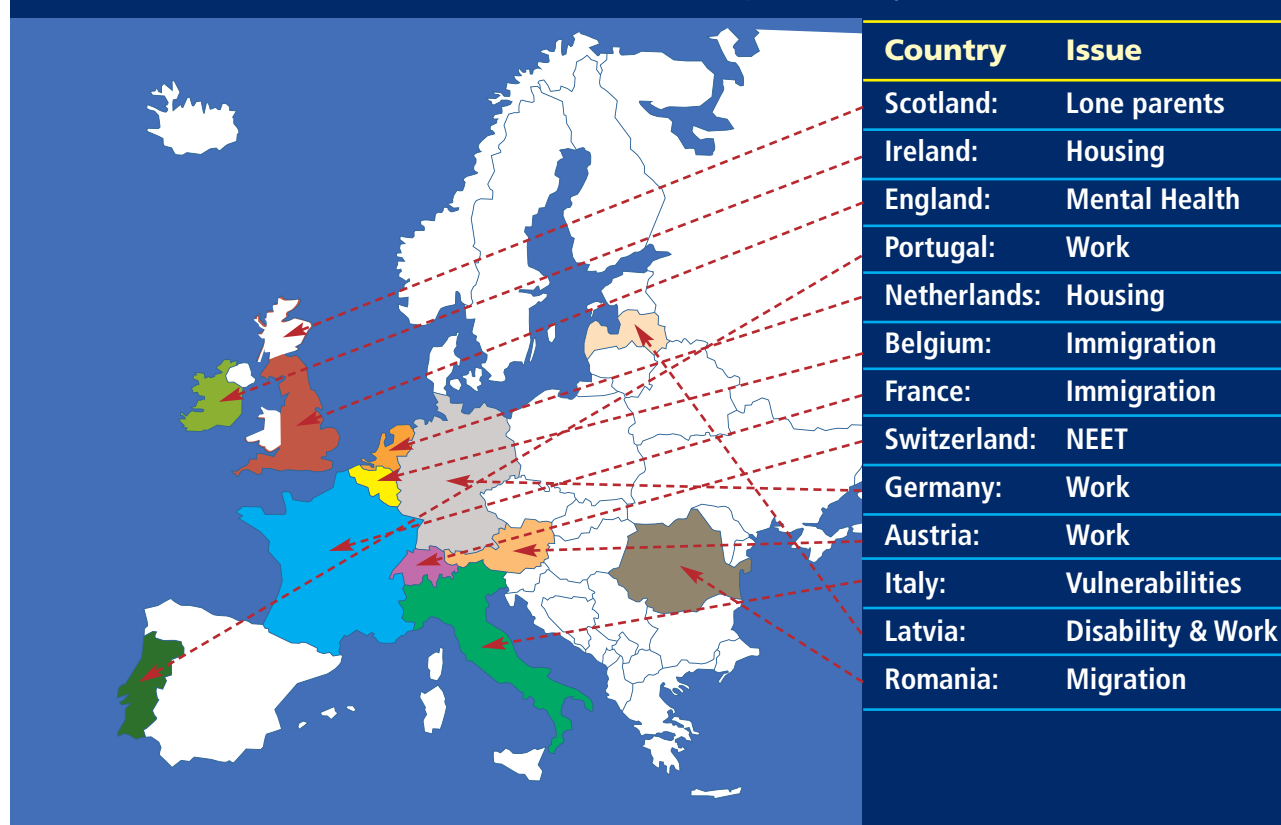 Country Issue
Scotland: Lone parents
Ireland: Housing
England: Mental Health
Portugal: Work
Netherlands: Housing
Belgium: Immigration
France: Immigration
Switzerland: NEET
Germany: Work
Austria: Work
Italy: Vulnerabilities
Latvia: Disability & Work
Romania: Migration